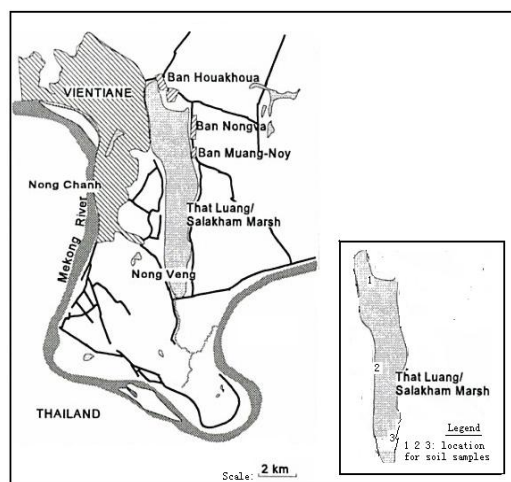 VIENTIANE
Ban Houakhoua
Ban Nongva
Ban Muang-Noy
Nong Chanh
Mekong River
That Luang/
Salakham Marsh
Nong Veng
THAILAND
Scale: 2 km
1
2
3
That Luang/
Salakham Marsh
Legend
1 2 3: location
for soil samples